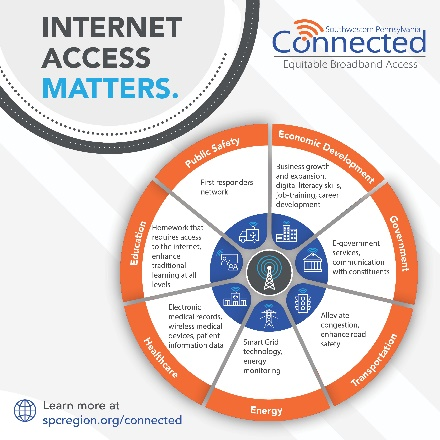 INTERNET
ACCESS
MATTERS.
Southwestern Pennsylvania
Connected
Equitable Broadband Access
Public Safety
First responders
network
Economic Development
Business growth
and expansion,
digital literacy skills,
job-training, career
development
Government
E-government
services,
communication
with constituents
Transportation
Alleviate
congestion,
enhance road
safety
Energy
Smart Grid
technology,
energy
monitoring
Healthcare
Electronic
medical records,
wireless medical
devices, patient
information data
Education
Homework that
requires access
to the internet,
enhance
traditional
learning at all
levels
Learn more at
spcregion.org/connected